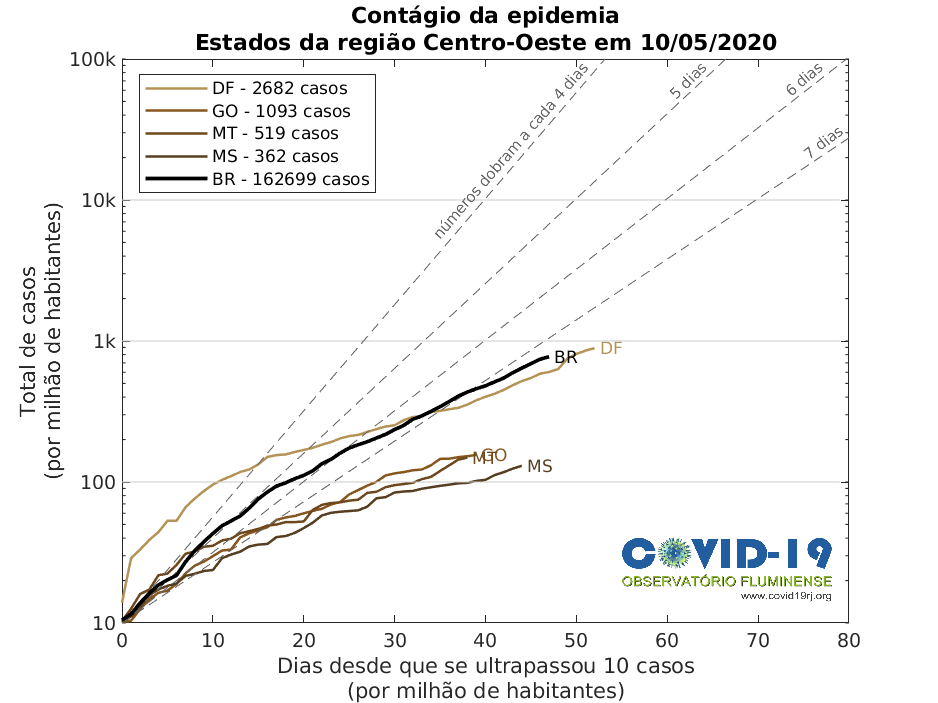 Contágio da epidemia
Estados da região Centro-Oeste em 10/05/2020
100k
10k
1k
100
10
Total de casos
(por milhão de habitantes)
DF - 2682 casos
GO - 1093 casos
MT - 519 casos
MS - 362 casos
BR - 162699 casos
números dobram a cada 4 dias
5 dias
6 dias
7 dias
BR
DF
MT
GO
MS
COVID-19
OBSERVATÓRIO FLUMINENSE
www.covid19rj.org
0
10
20
30
40
50
60
70
80
Dias desde que se ultrapassou 10 casos
(por milhão de habitantes)